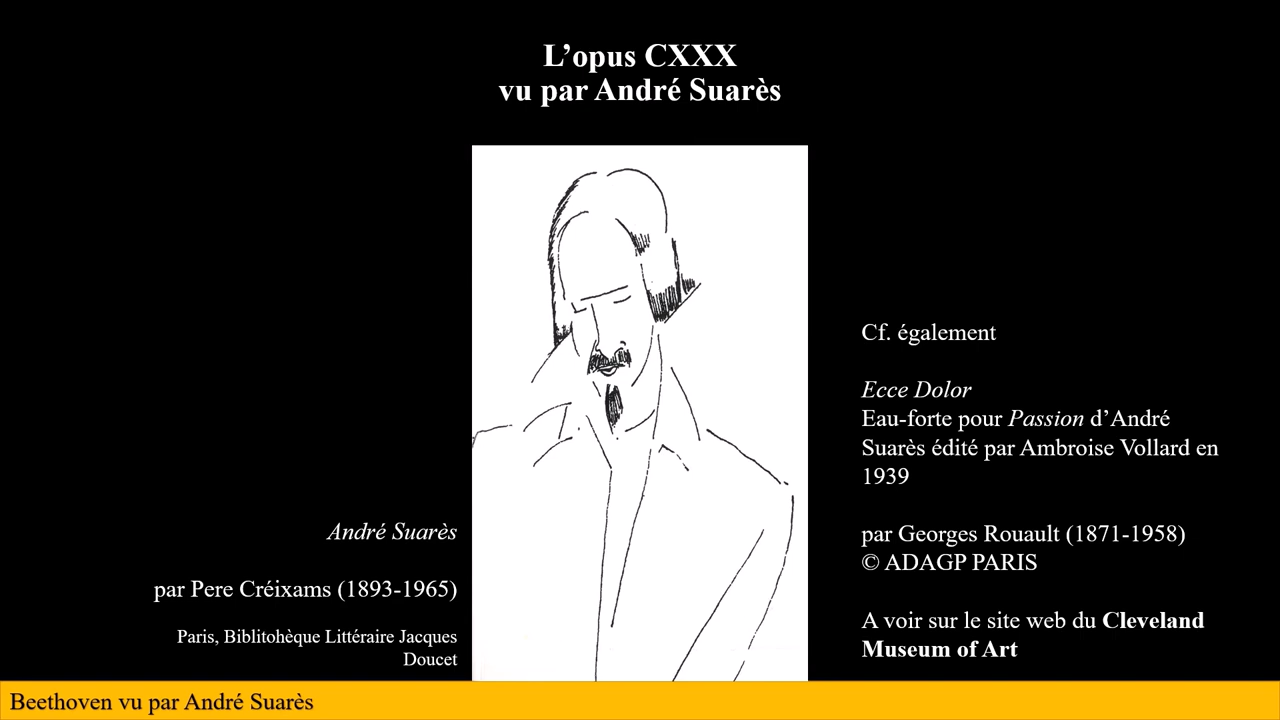 L’opus CXXX
vu par André Suarès
André Suarès
par Pere Créixams (1893-1965)
Paris, Biblitohèque Littéraire Jacques
Doucet
Cf. également
Ecce Dolor
Eau-forte pour Passion d’André
Suarès édité par Ambroise Vollard en
1939
par Georges Rouault (1871-1958)
© ADAGP PARIS
A voir sur le site web du Cleveland
Museum of Art
Beethoven vu par André Suarès